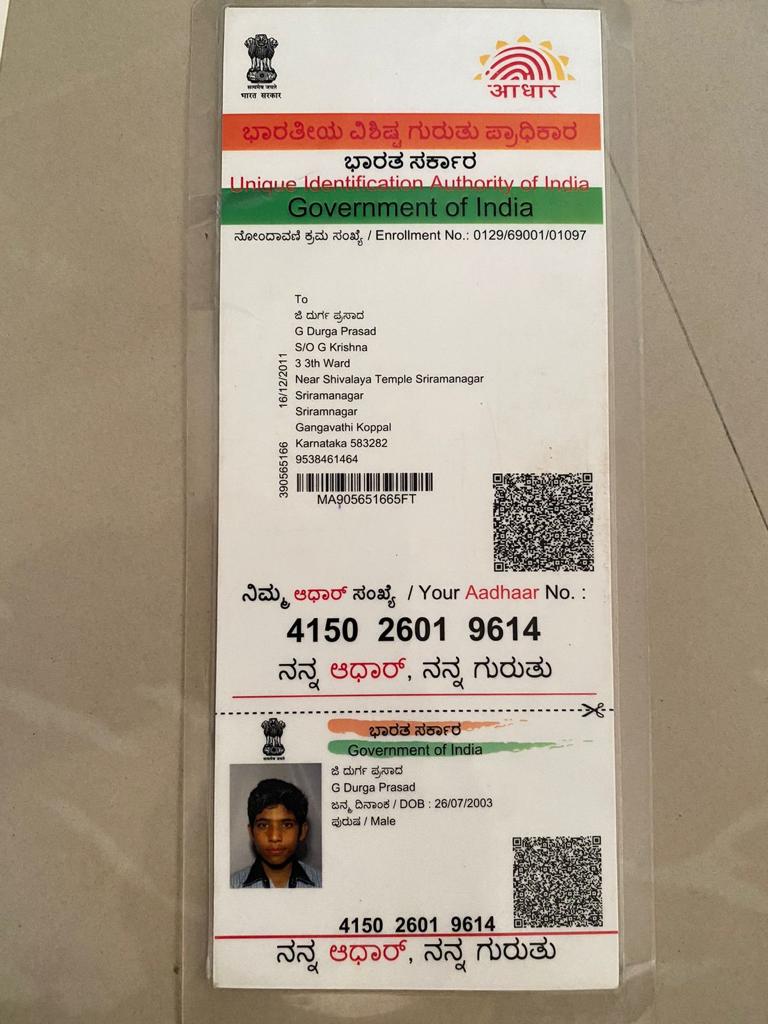 सत्यमेव जयते
भारत सरकार
आधार
ಭಾರತೀಯ ವಿಶಿಷ್ಟ ಗುರುತು ಪ್ರಾಧಿಕಾರ
ಭಾರತ ಸರ್ಕಾರ
Unique Identification Authority of India
Government of India
ನೋಂದಾವಣಿ ಕ್ರಮ ಸಂಖ್ಯೆ / Enrollment No.: 0129/69001/01097
To
ಜಿ ದುರ್ಗ ಪ್ರಸಾದ
G Durga Prasad
S/O G Krishna
3 3th Ward
Near Shivalaya Temple Sriramanagar
Sriramanagar
Sriramnagar
Gangavathi Koppal
Karnataka 583282
9538461464
390565166 16/12/2011
MA905651665FT
ನಿಮ್ಮ ಆಧಾರ್ ಸಂಖ್ಯೆ / Your Aadhaar No. :
4150 2601 9614
ನನ್ನ ಆಧಾರ್, ನನ್ನ ಗುರುತು
ಭಾರತ ಸರ್ಕಾರ
Government of India
ಜಿ ದುರ್ಗ ಪ್ರಸಾದ
G Durga Prasad
ಜನ್ಮ ದಿನಾಂಕ / DOB : 26/07/2003
ಪುರುಷ / Male
4150 2601 9614
ನನ್ನ ಆಧಾರ್, ನನ್ನ ಗುರುತು